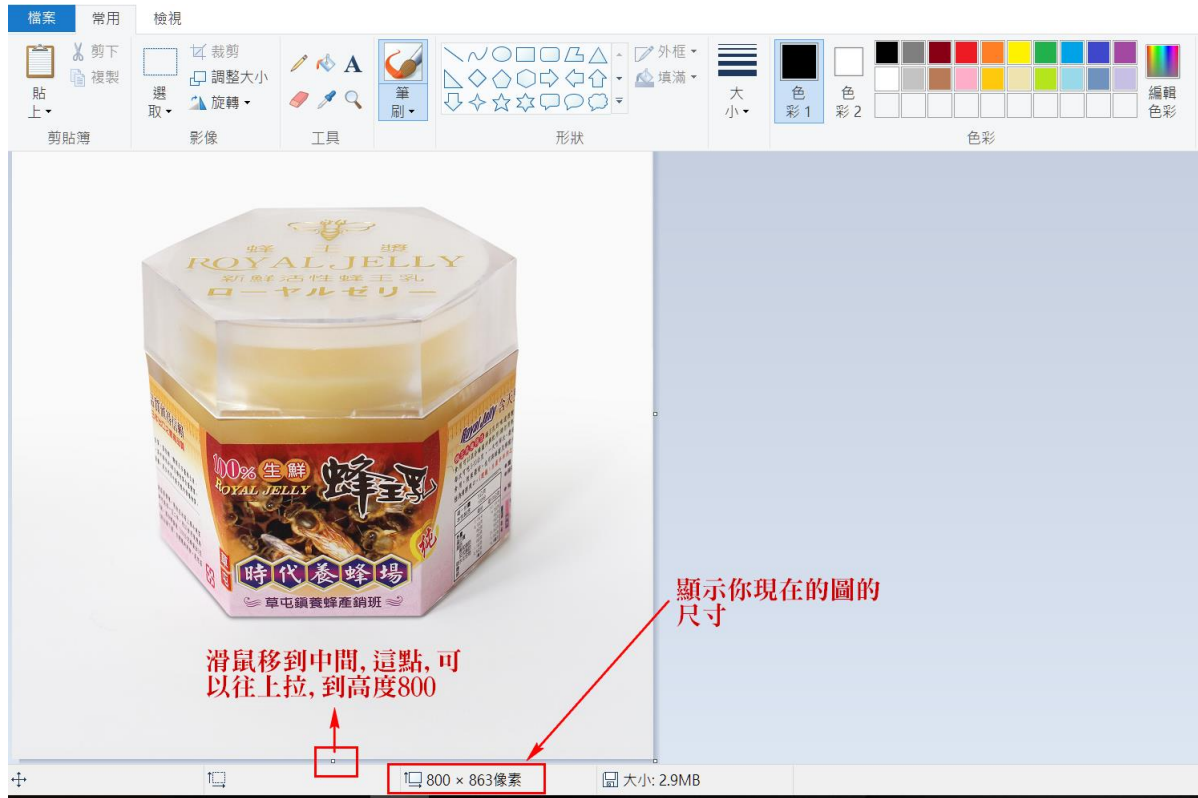 檔案 常用 檢視
剪下
複製
貼
上
剪貼簿
選
取
裁剪
調整大小
旋轉
影像
A
工具
筆
刷
形狀
外框
填滿
大
小
色
彩 1
色
彩 2
編輯
色彩
色彩
蜂 王 露
ROYAL JELLY
新鮮活性蜂王乳
ローヤルゼリー
Royal Jelly
100% 生鮮 蜂王乳
ROYAL JELLY
純
時代養蜂場
草屯鎮養蜂產銷班
顯示你現在的圖的
尺寸
滑鼠移到中間, 這點, 可
以往上拉, 到高度800
800 × 863像素
大小: 2.9MB